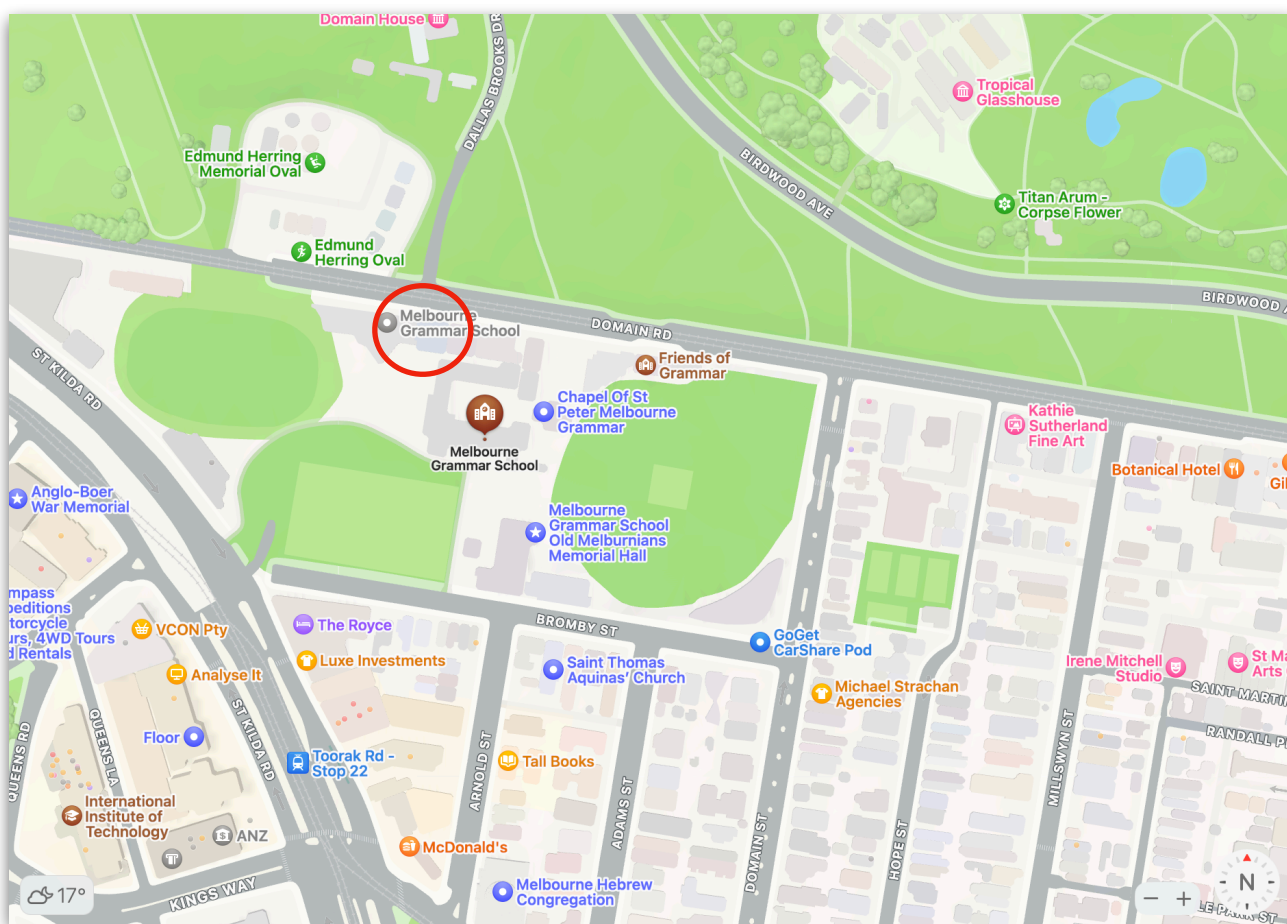 Domain House
DALLAS BROOKS DR
Tropical
Glasshouse
Edmund Herring
Memorial Oval
BIRDWOOD AVE
Titan Arum -
Corpse Flower
Edmund
Herring Oval
BIRDWOOD A
Melbourne
Grammar School
DOMAIN RD
ST KILDA RD
Friends of
Grammar
Chapel Of St
Peter Melbourne
Grammar
Kathie
Sutherland
Fine Art
Melbourne
Grammar School
Botanical Hotel
Gil
Anglo-Boer
War Memorial
Melbourne
Grammar School
Old Melburnians
Memorial Hall
mpass
peditions
torcycle
urs, 4WD Tours
d Rentals
VCON Pty
The Royce
BROMBY ST
GoGet
CarShare Pod
Luxe Investments
Saint Thomas
Aquinas' Church
Irene Mitchell
Studio
St Ma
Arts
Analyse It
Michael Strachan
Agencies
SAINT MARTIN
QUEENS RD
QUEENS LA
Floor
ST KILDA RD
RANDALL P
Toorak Rd -
Stop 22
ARNOLD ST
Tall Books
ADAMS ST
DOMAIN ST
HOPE ST
MILLSWYN ST
International
Institute of
Technology
ANZ
McDonald's
17°
KINGS WAY
Melbourne Hebrew
Congregation
N
− +
LE PARK ST